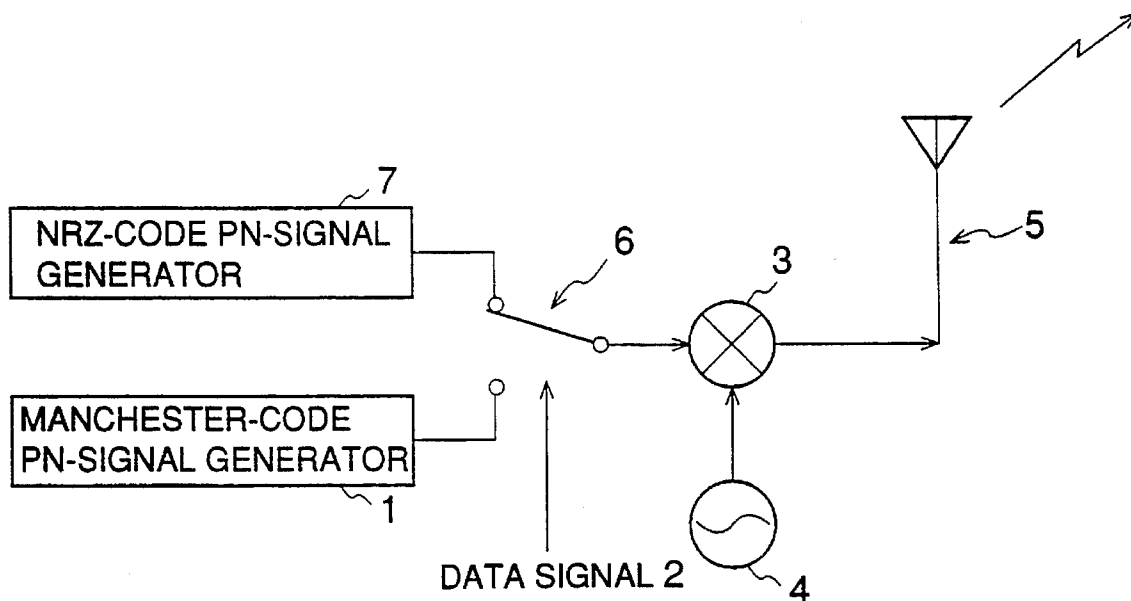 7
NRZ-CODE PN-SIGNAL
GENERATOR
6
3
5
MANCHESTER-CODE
PN-SIGNAL GENERATOR
1
DATA SIGNAL 2
4